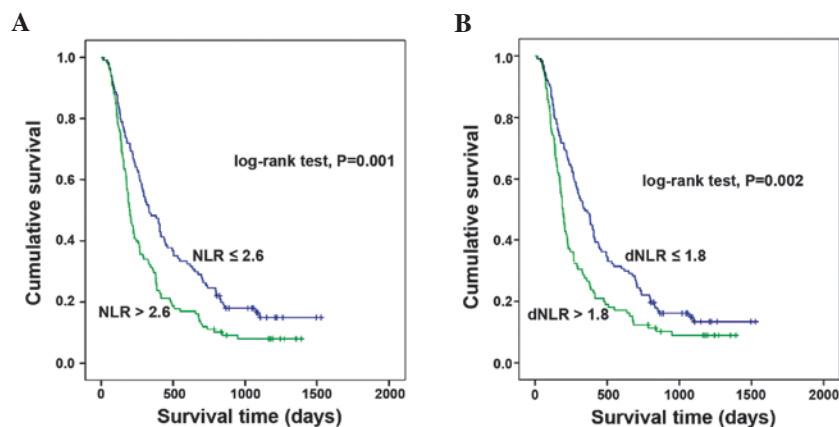 A
1.0
0.8
0.6
0.4
0.2
0.0
Cumulative survival
log-rank test, P=0.001
NLR ≤ 2.6
NLR > 2.6
0 500 1000 1500 2000
Survival time (days)
B
1.0
0.8
0.6
0.4
0.2
0.0
Cumulative survival
log-rank test, P=0.002
dNLR ≤ 1.8
dNLR > 1.8
0 500 1000 1500 2000
Survival time (days)